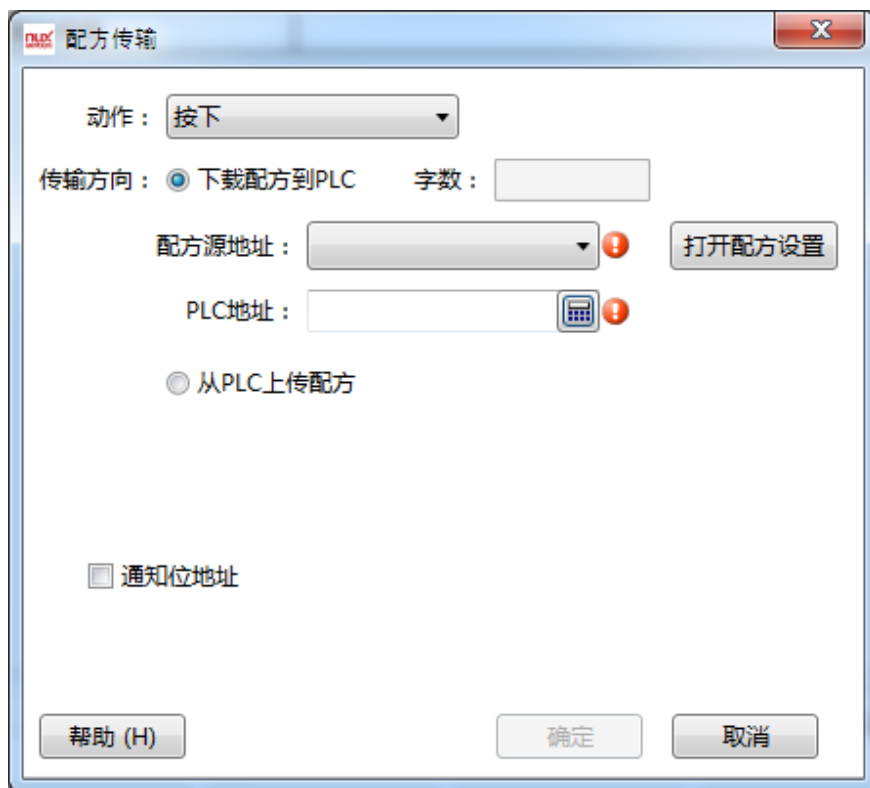 nux 配方传输
动作： 按下
传输方向： 下载配方到PLC 字数：
配方源地址： 打开配方设置
PLC地址：
从PLC上传配方
通知位地址
帮助 (H) 确定 取消